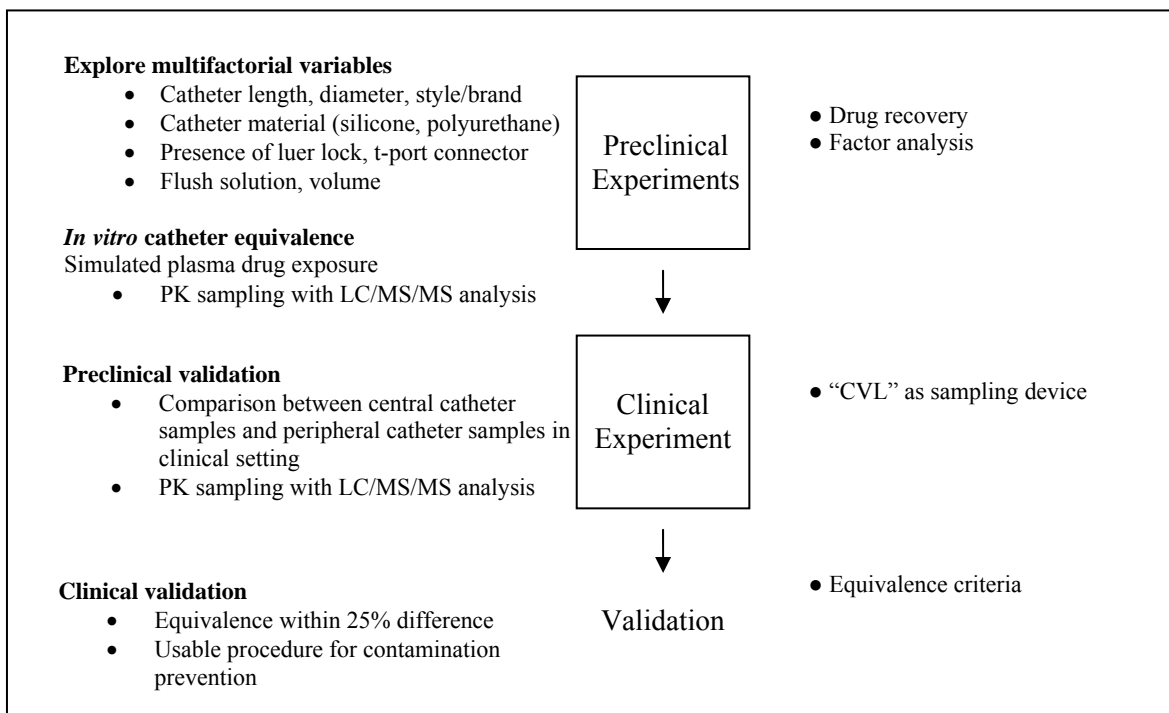 Explore multifactorial variables
• Catheter length, diameter, style/brand
• Catheter material (silicone, polyurethane)
• Presence of luer lock, t-port connector
• Flush solution, volume
In vitro catheter equivalence
Simulated plasma drug exposure
• PK sampling with LC/MS/MS analysis
Preclinical validation
• Comparison between central catheter
samples and peripheral catheter samples in
clinical setting
• PK sampling with LC/MS/MS analysis
Clinical validation
• Equivalence within 25% difference
• Usable procedure for contamination
prevention
Preclinical
Experiments
Clinical
Experiment
Validation
● Drug recovery
● Factor analysis
● “CVL” as sampling device
● Equivalence criteria